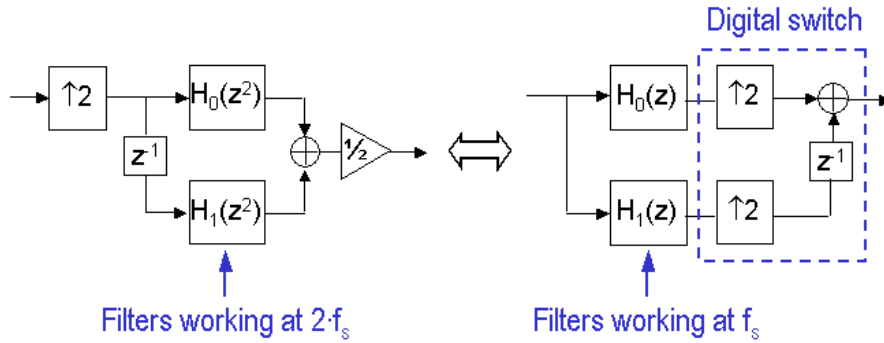 Digital switch
↑2
H₀(z²)
z⁻¹
H₁(z²)
½
H₀(z)
↑2
z⁻¹
H₁(z)
↑2
Filters working at 2·fₛ
Filters working at fₛ